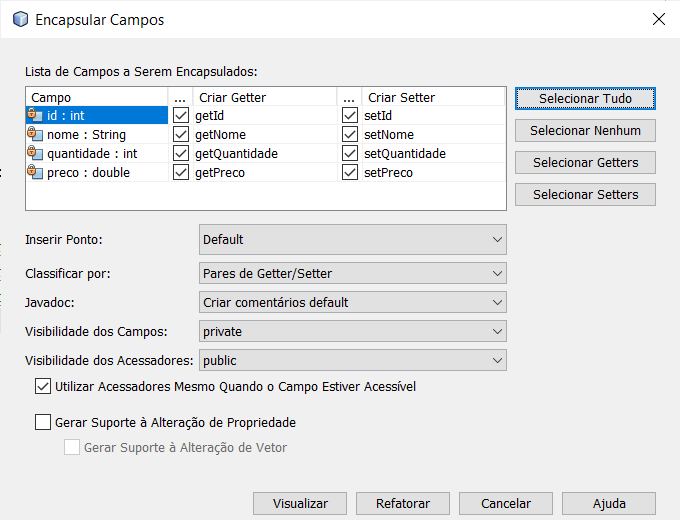 Encapsular Campos
Lista de Campos a Serem Encapsulados:
Campo ... Criar Getter ... Criar Setter
id : int getId setId
nome : String getNome setNome
quantidade : int getQuantidade setQuantidade
preco : double getPreco setPreco
Selecionar Tudo
Selecionar Nenhum
Selecionar Getters
Selecionar Setters
Inserir Ponto: Default
Classificar por: Pares de Getter/Setter
Javadoc: Criar comentários default
Visibilidade dos Campos: private
Visibilidade dos Acessadores: public
Utilizar Acessadores Mesmo Quando o Campo Estiver Acessível
Gerar Suporte à Alteração de Propriedade
Gerar Suporte à Alteração de Vetor
Visualizar Refatorar Cancelar Ajuda